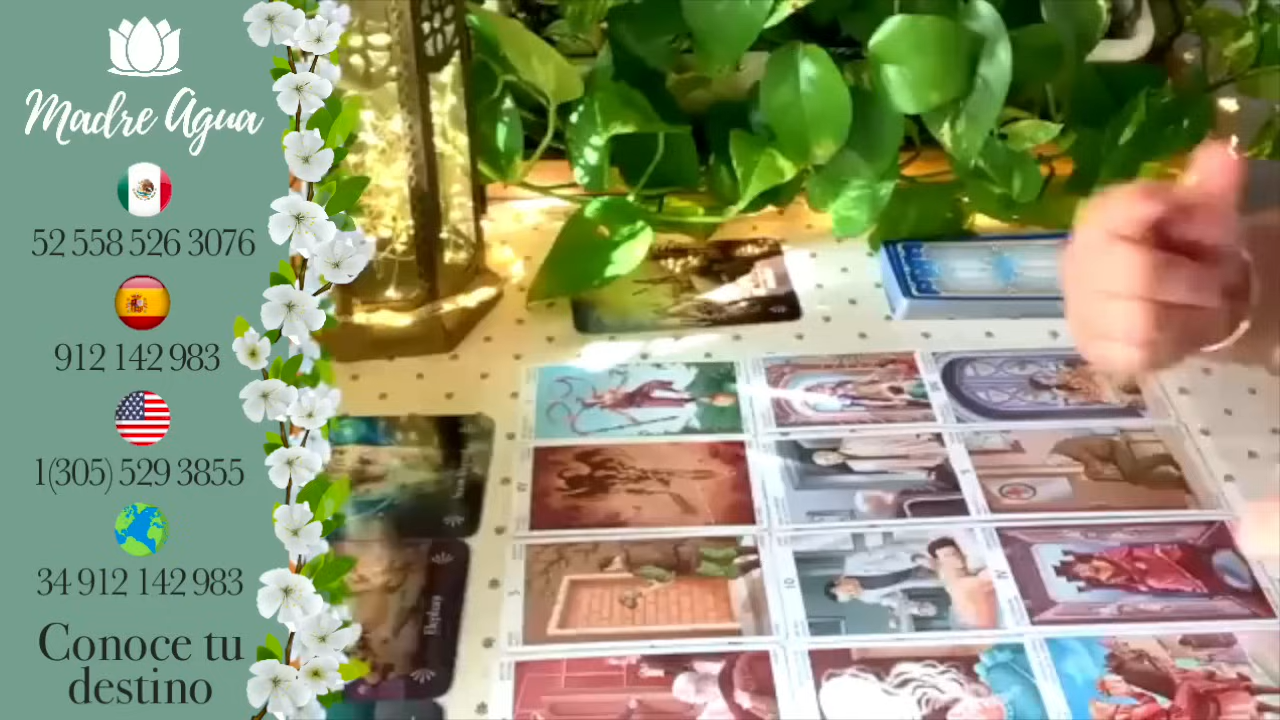 Madre Agua
52 558 526 3076
912 142 983
1(305) 529 3855
34 912 142 983
Conoce tu
destino